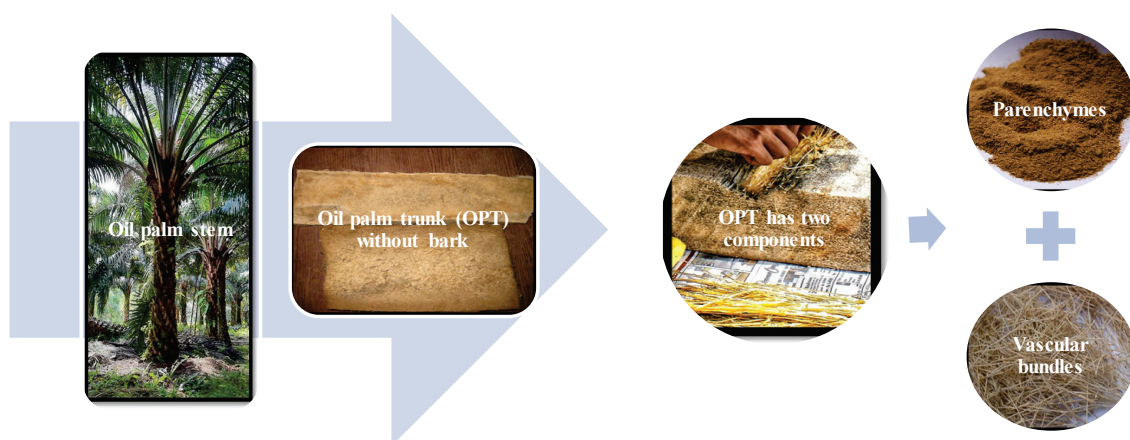 Oil palm stem
Oil palm trunk (OPT)
without bark
OPT has two
components
Parenchymes
Vascular
bundles